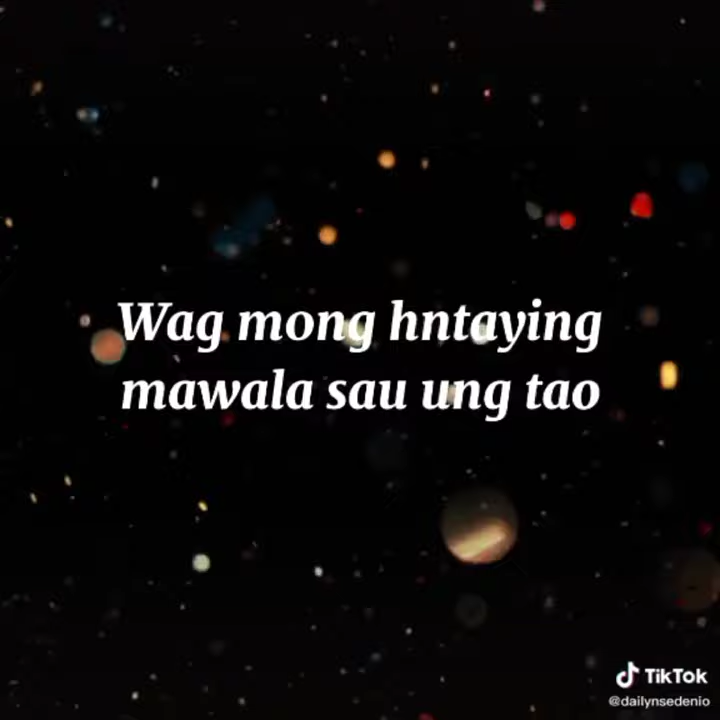 Wag mong hntaying
mawala sau ung tao
TikTok
@dailynsedenio